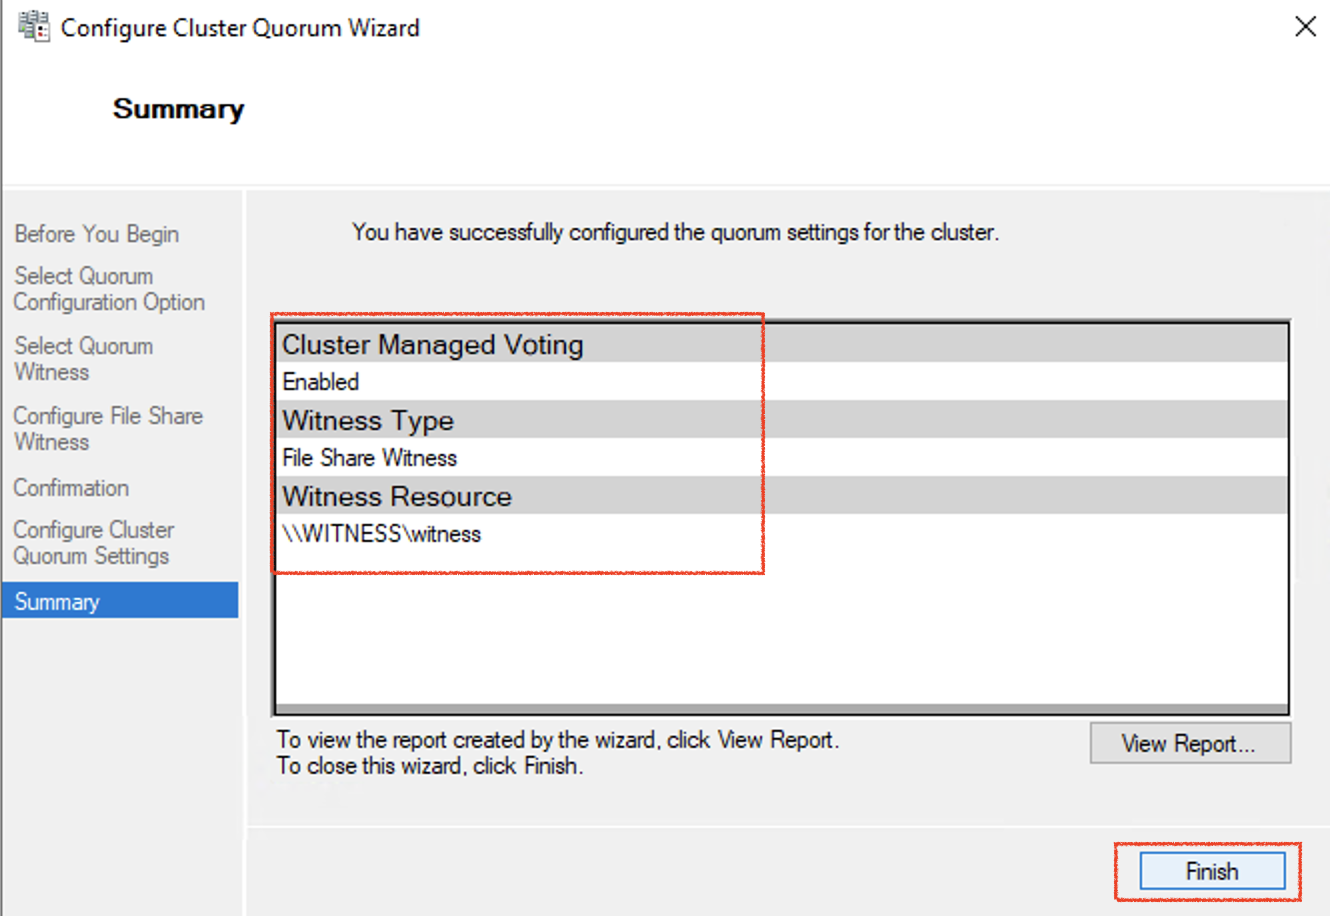 Configure Cluster Quorum Wizard
Summary
Before You Begin
Select Quorum
Configuration Option
Select Quorum
Witness
Configure File Share
Witness
Confirmation
Configure Cluster
Quorum Settings
Summary
You have successfully configured the quorum settings for the cluster.
Cluster Managed Voting
Enabled
Witness Type
File Share Witness
Witness Resource
\\WITNESS\witness
To view the report created by the wizard, click View Report.
To close this wizard, click Finish.
View Report...
Finish